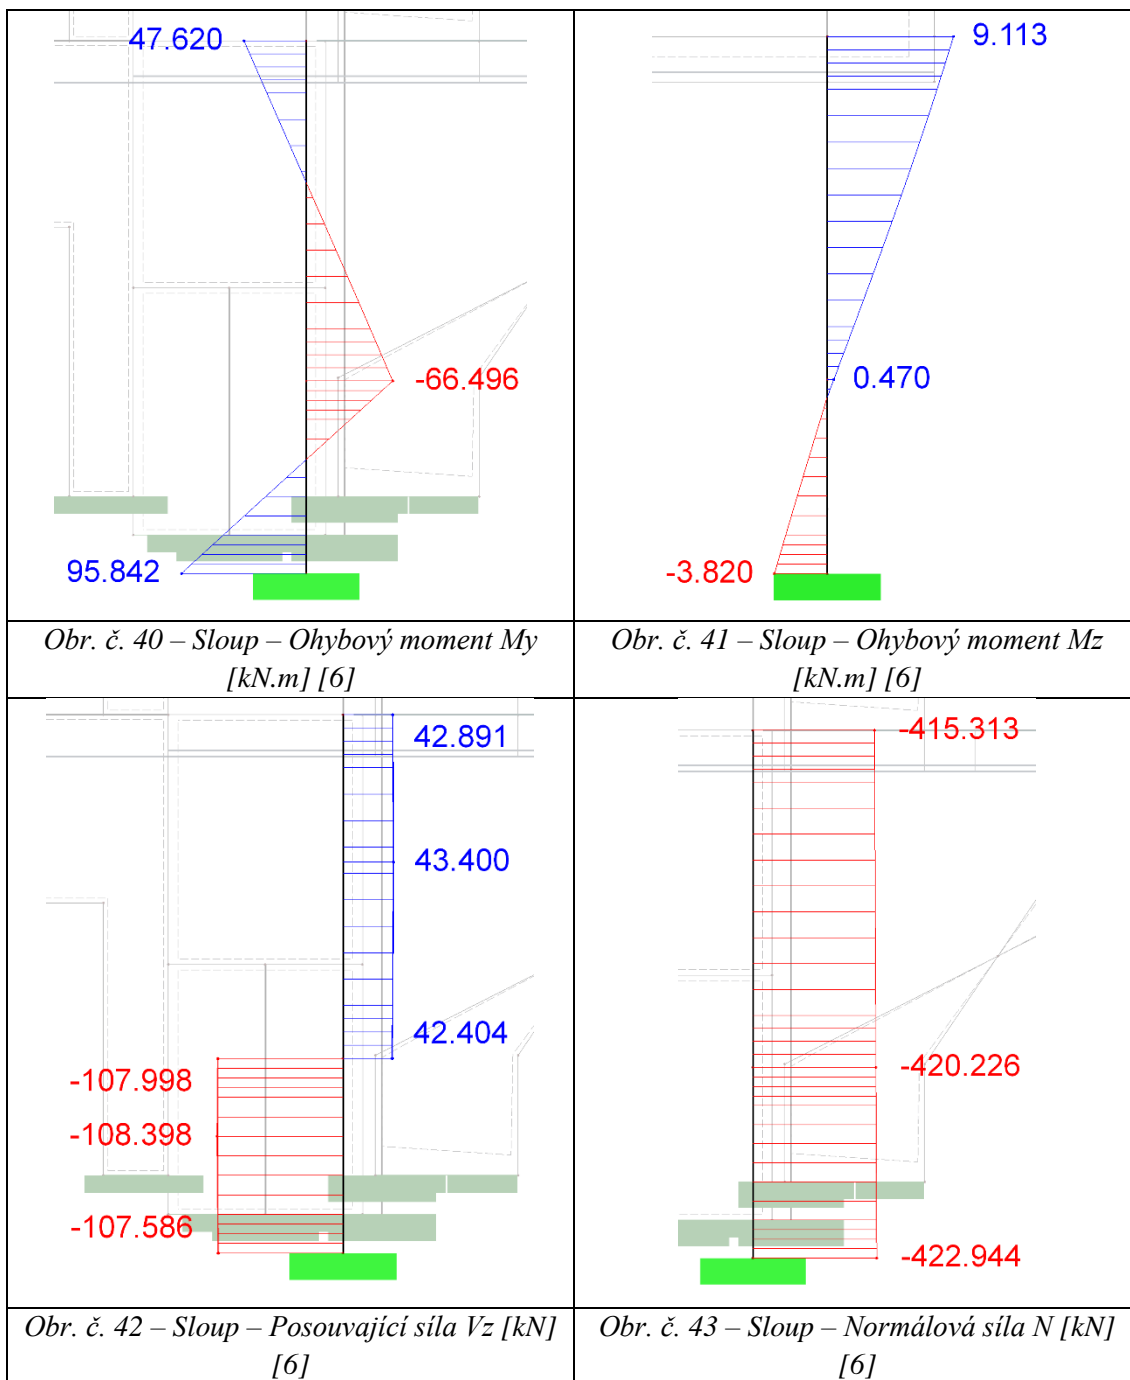 47.620
-66.496
95.842
9.113
0.470
-3.820
Obr. č. 40 – Sloup – Ohybový moment My
[kN.m] [6]
Obr. č. 41 – Sloup – Ohybový moment Mz
[kN.m] [6]
42.891
43.400
42.404
-107.998
-108.398
-107.586
-415.313
-420.226
-422.944
Obr. č. 42 – Sloup – Posouvající síla Vz [kN]
[6]
Obr. č. 43 – Sloup – Normálová síla N [kN]
[6]